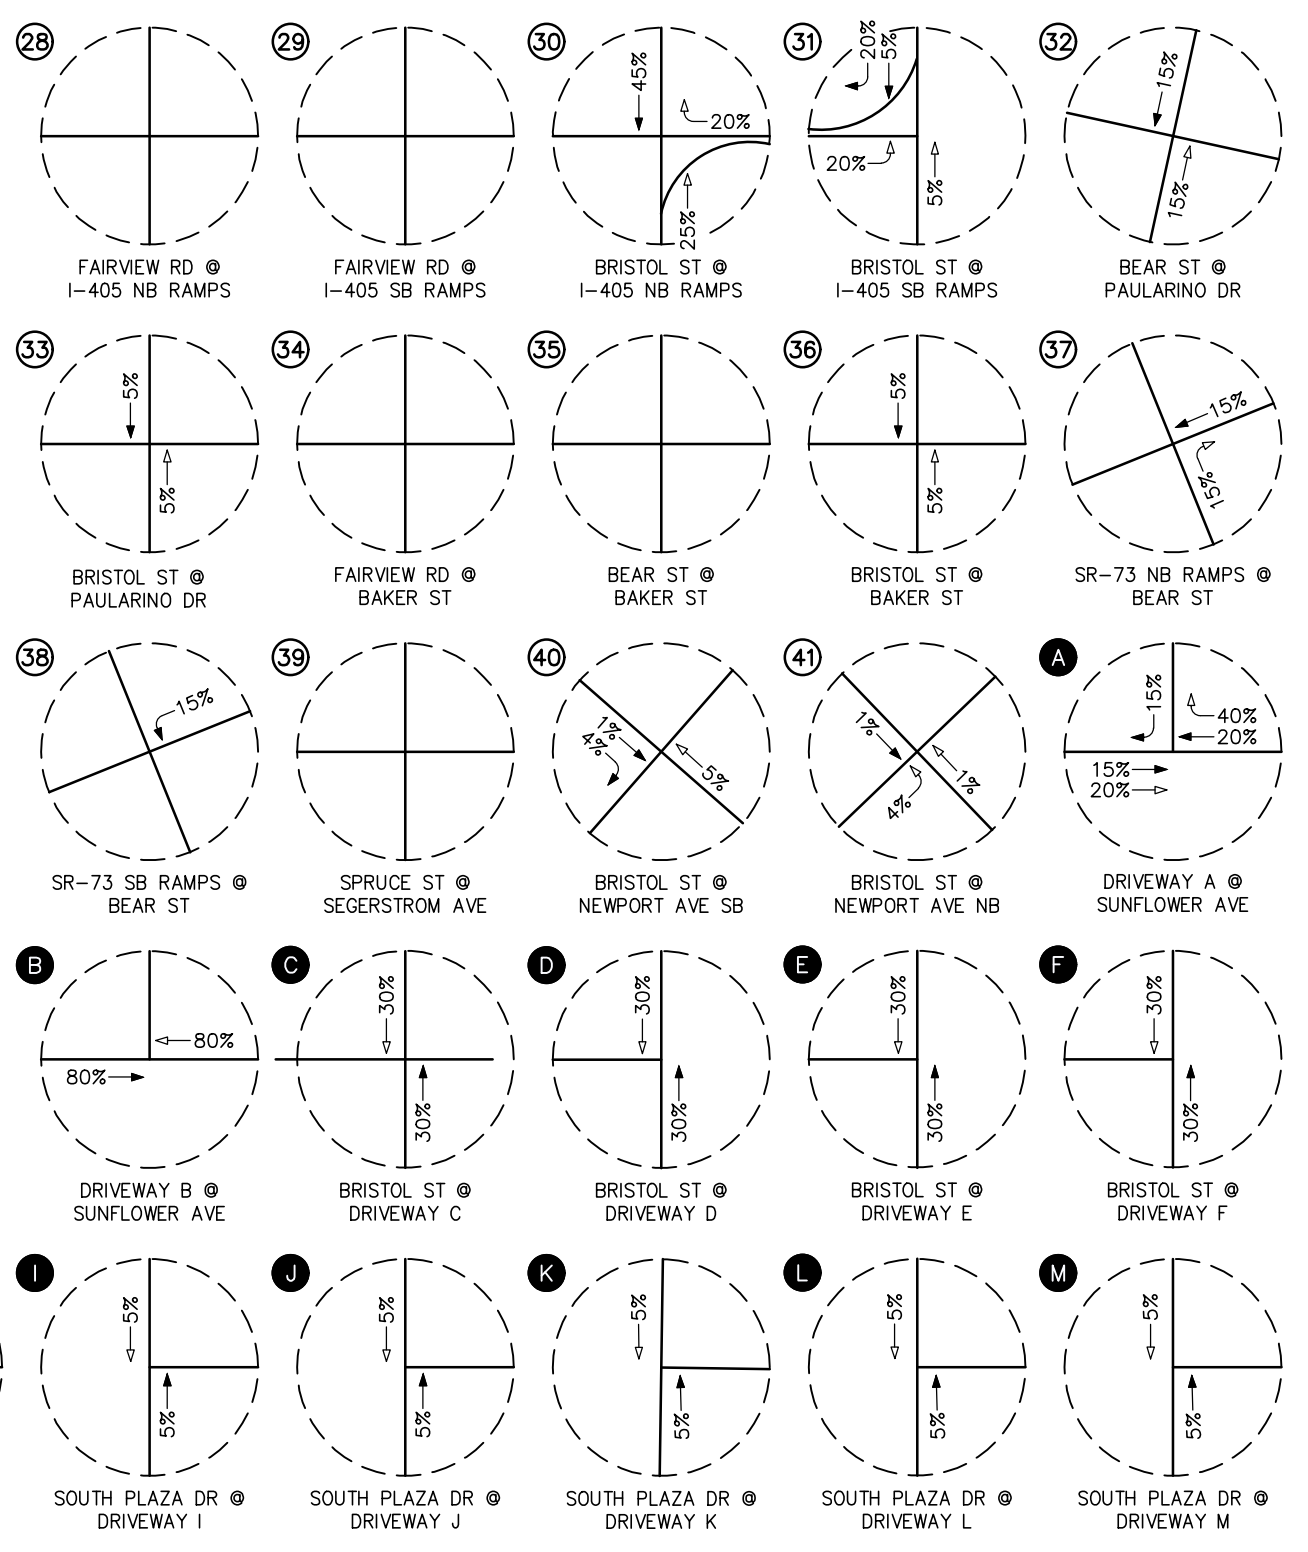 28
FAIRVIEW RD @
I-405 NB RAMPS
29
FAIRVIEW RD @
I-405 SB RAMPS
30
45%
20%
25%
BRISTOL ST @
I-405 NB RAMPS
31
20%
5%
20%
5%
BRISTOL ST @
I-405 SB RAMPS
32
15%
15%
BEAR ST @
PAULARINO DR
33
5%
5%
BRISTOL ST @
PAULARINO DR
34
FAIRVIEW RD @
BAKER ST
35
BEAR ST @
BAKER ST
36
5%
5%
BRISTOL ST @
BAKER ST
37
15%
15%
SR-73 NB RAMPS @
BEAR ST
38
15%
SR-73 SB RAMPS @
BEAR ST
39
SPRUCE ST @
SEGERSTROM AVE
40
1%
4%
5%
BRISTOL ST @
NEWPORT AVE SB
41
1%
4%
1%
BRISTOL ST @
NEWPORT AVE NB
A
15%
40%
20%
15%
20%
DRIVEWAY A @
SUNFLOWER AVE
B
80%
80%
DRIVEWAY B @
SUNFLOWER AVE
C
30%
30%
BRISTOL ST @
DRIVEWAY C
D
30%
30%
BRISTOL ST @
DRIVEWAY D
E
30%
30%
BRISTOL ST @
DRIVEWAY E
F
30%
30%
BRISTOL ST @
DRIVEWAY F
I
5%
5%
SOUTH PLAZA DR @
DRIVEWAY I
J
5%
5%
SOUTH PLAZA DR @
DRIVEWAY J
K
5%
5%
SOUTH PLAZA DR @
DRIVEWAY K
L
5%
5%
SOUTH PLAZA DR @
DRIVEWAY L
M
5%
5%
SOUTH PLAZA DR @
DRIVEWAY M